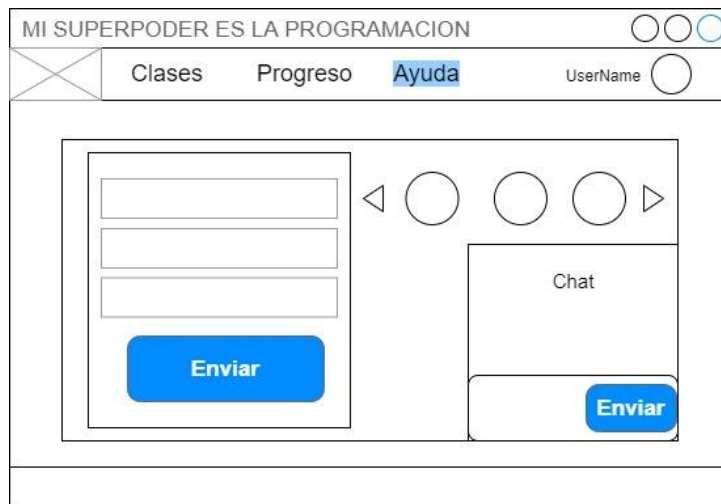 MI SUPERPODER ES LA PROGRAMACION
Clases Progreso Ayuda UserName
Chat
Enviar
Enviar